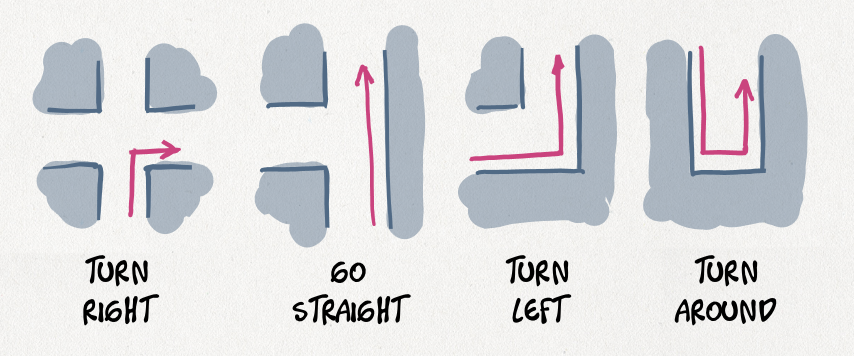 TURN
RIGHT
GO
STRAIGHT
TURN
LEFT
TURN
AROUND